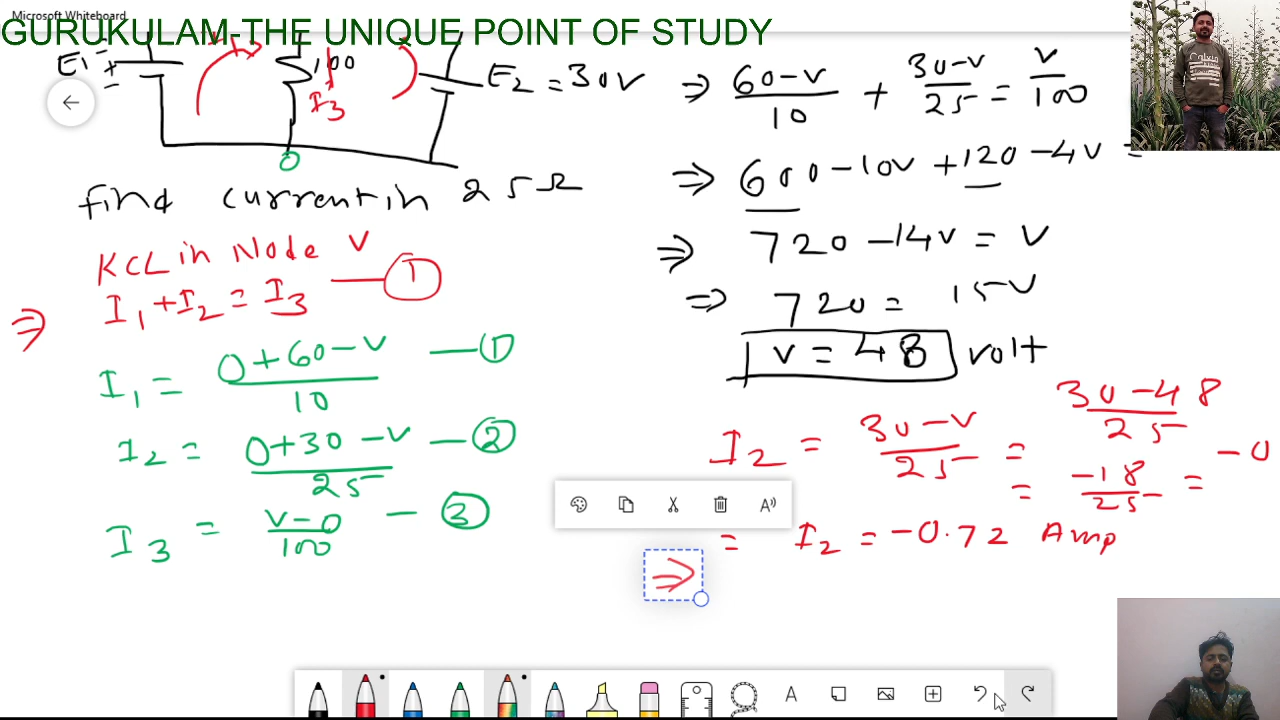 Microsoft Whiteboard
GURUKULAM-THE UNIQUE POINT OF STUDY
E1 = 100 E2 = 30V
I3
0
find current in 25Ω
KCL in Node V
⇒ I1 + I2 = I3 — ①
I1 = 0+60-V / 10 — ①
I2 = 0+30-V / 25 — ②
I3 = V-0 / 100 — ③
⇒ 60-V / 10 + 30-V / 25 = V / 100
⇒ 600 - 10V + 120 - 4V =
⇒ 720 - 14V = V
⇒ 720 = 15V
V = 48 volt
I2 = 30-V / 25 = 30-48 / 25
= -18 / 25 = -0
= I2 = -0.72 Amp
⇒